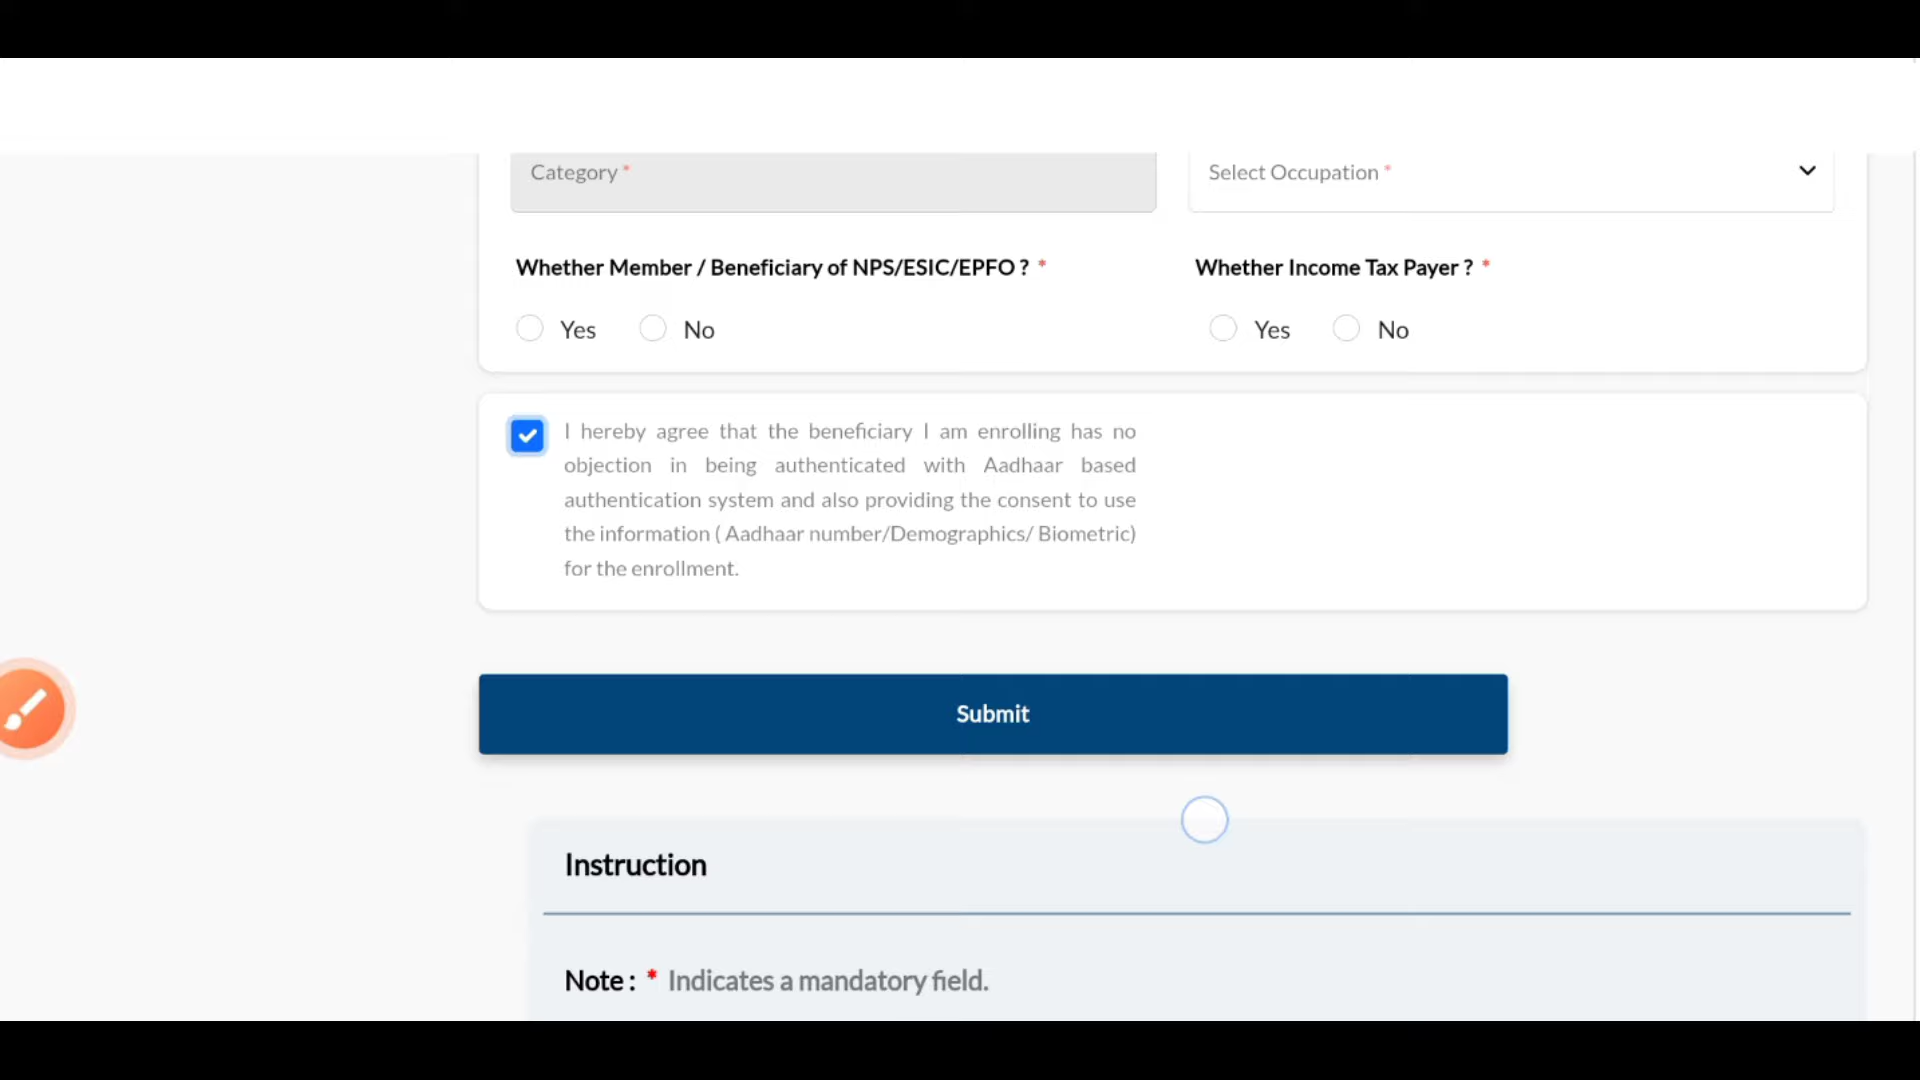 Category *
Select Occupation *
Whether Member / Beneficiary of NPS/ESIC/EPFO ? *
Whether Income Tax Payer ? *
Yes No
Yes No
I hereby agree that the beneficiary I am enrolling has no
objection in being authenticated with Aadhaar based
authentication system and also providing the consent to use
the information ( Aadhaar number/Demographics/ Biometric)
for the enrollment.
Submit
Instruction
Note : * Indicates a mandatory field.